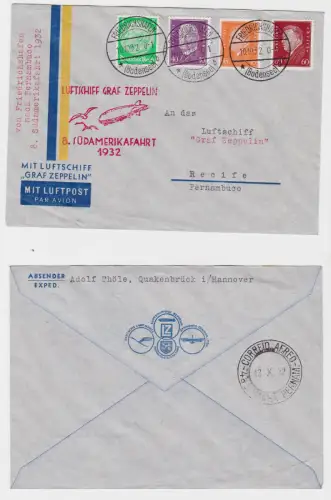 von Friedrichshafen
nach Pernambuco
8. Südamerikafahrt 1932
LUFTSCHIFF GRAF ZEPPELIN
8. SÜDAMERIKAFAHRT
1932
An das
Luftschiff
"Graf Zeppelin"
Recife
Pernambuco
MIT LUFTSCHIFF
„GRAF ZEPPELIN"
MIT LUFTPOST
PAR AVION
FRIEDRICHSHAFEN
(Bodensee)
40
60
ABSENDER
EXPED.
Adolf Thöle, Quakenbrück i/Hannover
CORREIO AEREO